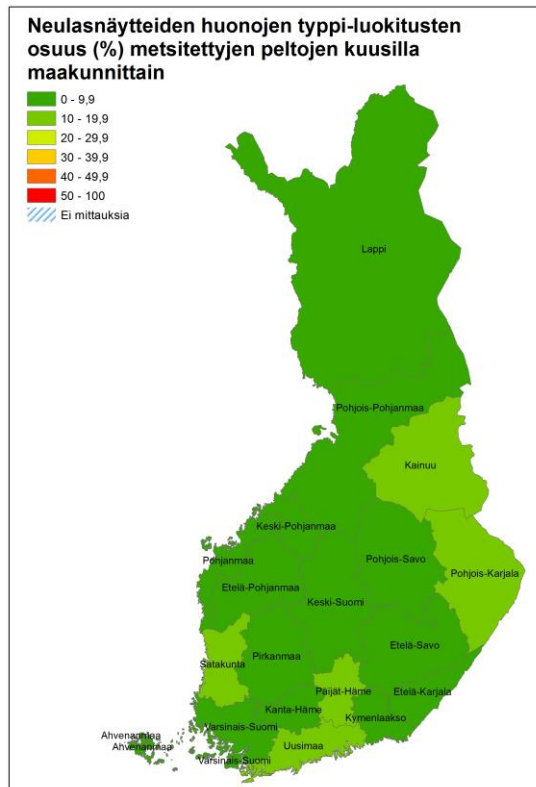 Neulasnäytteiden huonojen typpi-luokitusten
osuus (%) metsitettyjen peltojen kuusilla
maakunnittain
0 - 9,9
10 - 19,9
20 - 29,9
30 - 39,9
40 - 49,9
50 - 100
Ei mittauksia
Lappi
Pohjois-Pohjanmaa
Kainuu
Keski-Pohjanmaa
Pohjanmaa
Pohjois-Savo
Pohjois-Karjala
Etelä-Pohjanmaa
Keski-Suomi
Etelä-Savo
Satakunta
Pirkanmaa
Päijät-Häme
Etelä-Karjala
Kanta-Häme
Kymenlaakso
Varsinais-Suomi
Ahvenanmaa
Ahvenanmaa
Uusimaa
Varsinais-Suomi